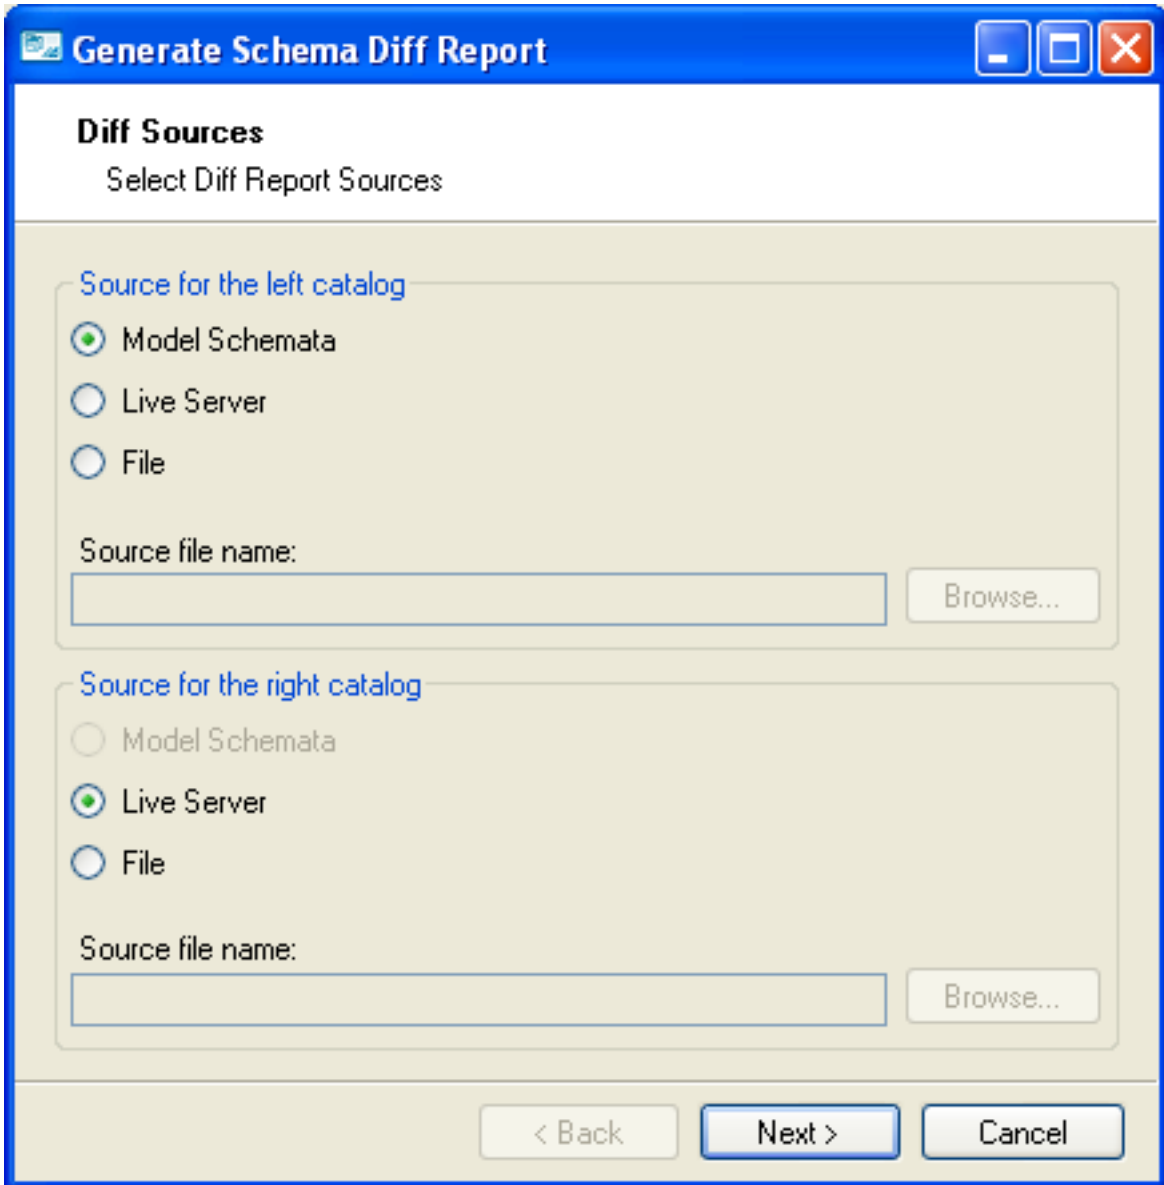 Generate Schema Diff Report
Diff Sources
Select Diff Report Sources
Source for the left catalog
Model Schemata
Live Server
File
Source file name:
Browse...
Source for the right catalog
Model Schemata
Live Server
File
Source file name:
Browse...
< Back Next > Cancel